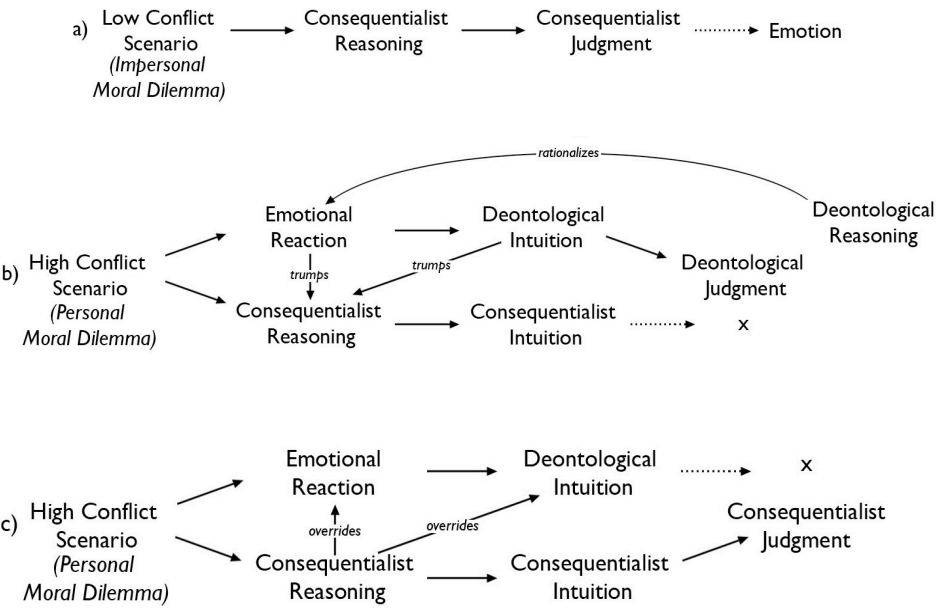 a)
Low Conflict
Scenario
(Impersonal
Moral Dilemma)
Consequentialist
Reasoning
Consequentialist
Judgment
Emotion
b)
High Conflict
Scenario
(Personal
Moral Dilemma)
Emotional
Reaction
trumps
Consequentialist
Reasoning
rationalizes
Deontological
Intuition
trumps
Consequentialist
Intuition
Deontological
Judgment
x
Deontological
Reasoning
c)
High Conflict
Scenario
(Personal
Moral Dilemma)
Emotional
Reaction
overrides
Consequentialist
Reasoning
overrides
Deontological
Intuition
Consequentialist
Intuition
x
Consequentialist
Judgment